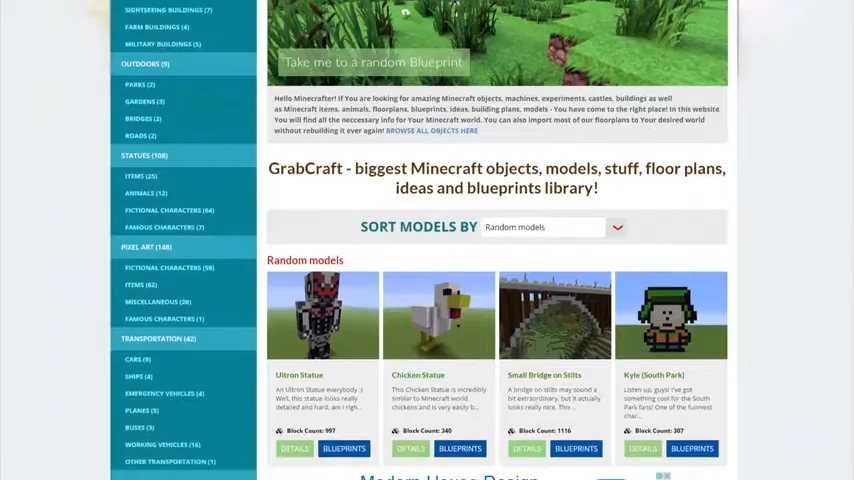 SIGHTSEEING BUILDINGS (7)
FARM BUILDINGS (4)
MILITARY BUILDINGS (5)
OUTDOORS (9)
PARKS (2)
GARDENS (3)
BRIDGES (2)
ROADS (2)
STATUES (108)
ITEMS (25)
ANIMALS (12)
FICTIONAL CHARACTERS (64)
FAMOUS CHARACTERS (7)
PIXEL ART (148)
FICTIONAL CHARACTERS (59)
ITEMS (62)
MISCELLANEOUS (26)
FAMOUS CHARACTERS (1)
TRANSPORTATION (42)
CARS (9)
SHIPS (4)
EMERGENCY VEHICLES (4)
PLANES (5)
BUSES (3)
WORKING VEHICLES (16)
OTHER TRANSPORTATION (1)
Take me to a random Blueprint
Hello Minecrafter! If You are looking for amazing Minecraft objects, machines, experiments, castles, buildings as well
as Minecraft items, animals, floorplans, blueprints, ideas, building plans, models - You have come to the right place! In this website
You will find all the neccessary info for Your Minecraft world. You can also import most of our floorplans to Your desired world
without rebuilding it ever again! BROWSE ALL OBJECTS HERE
GrabCraft - biggest Minecraft objects, models, stuff, floor plans,
ideas and blueprints library!
SORT MODELS BY Random models
Random models
Ultron Statue
An Ultron Statue everybody :)
Well, this statue looks really
detailed and hard, am I righ...
Block Count: 997
DETAILS BLUEPRINTS
Chicken Statue
This Chicken Statue is incredibly
similar to Minecraft world
chickens and is very easily b...
Block Count: 340
DETAILS BLUEPRINTS
Small Bridge on Stilts
A bridge on stilts may sound a
bit extraordinary, but it actually
looks really nice. This ...
Block Count: 1116
DETAILS BLUEPRINTS
Kyle (South Park)
Listen up, guys! I've got
something cool for the South
Park fans! One of the funniest
char...
Block Count: 307
DETAILS BLUEPRINTS
Modern House Design